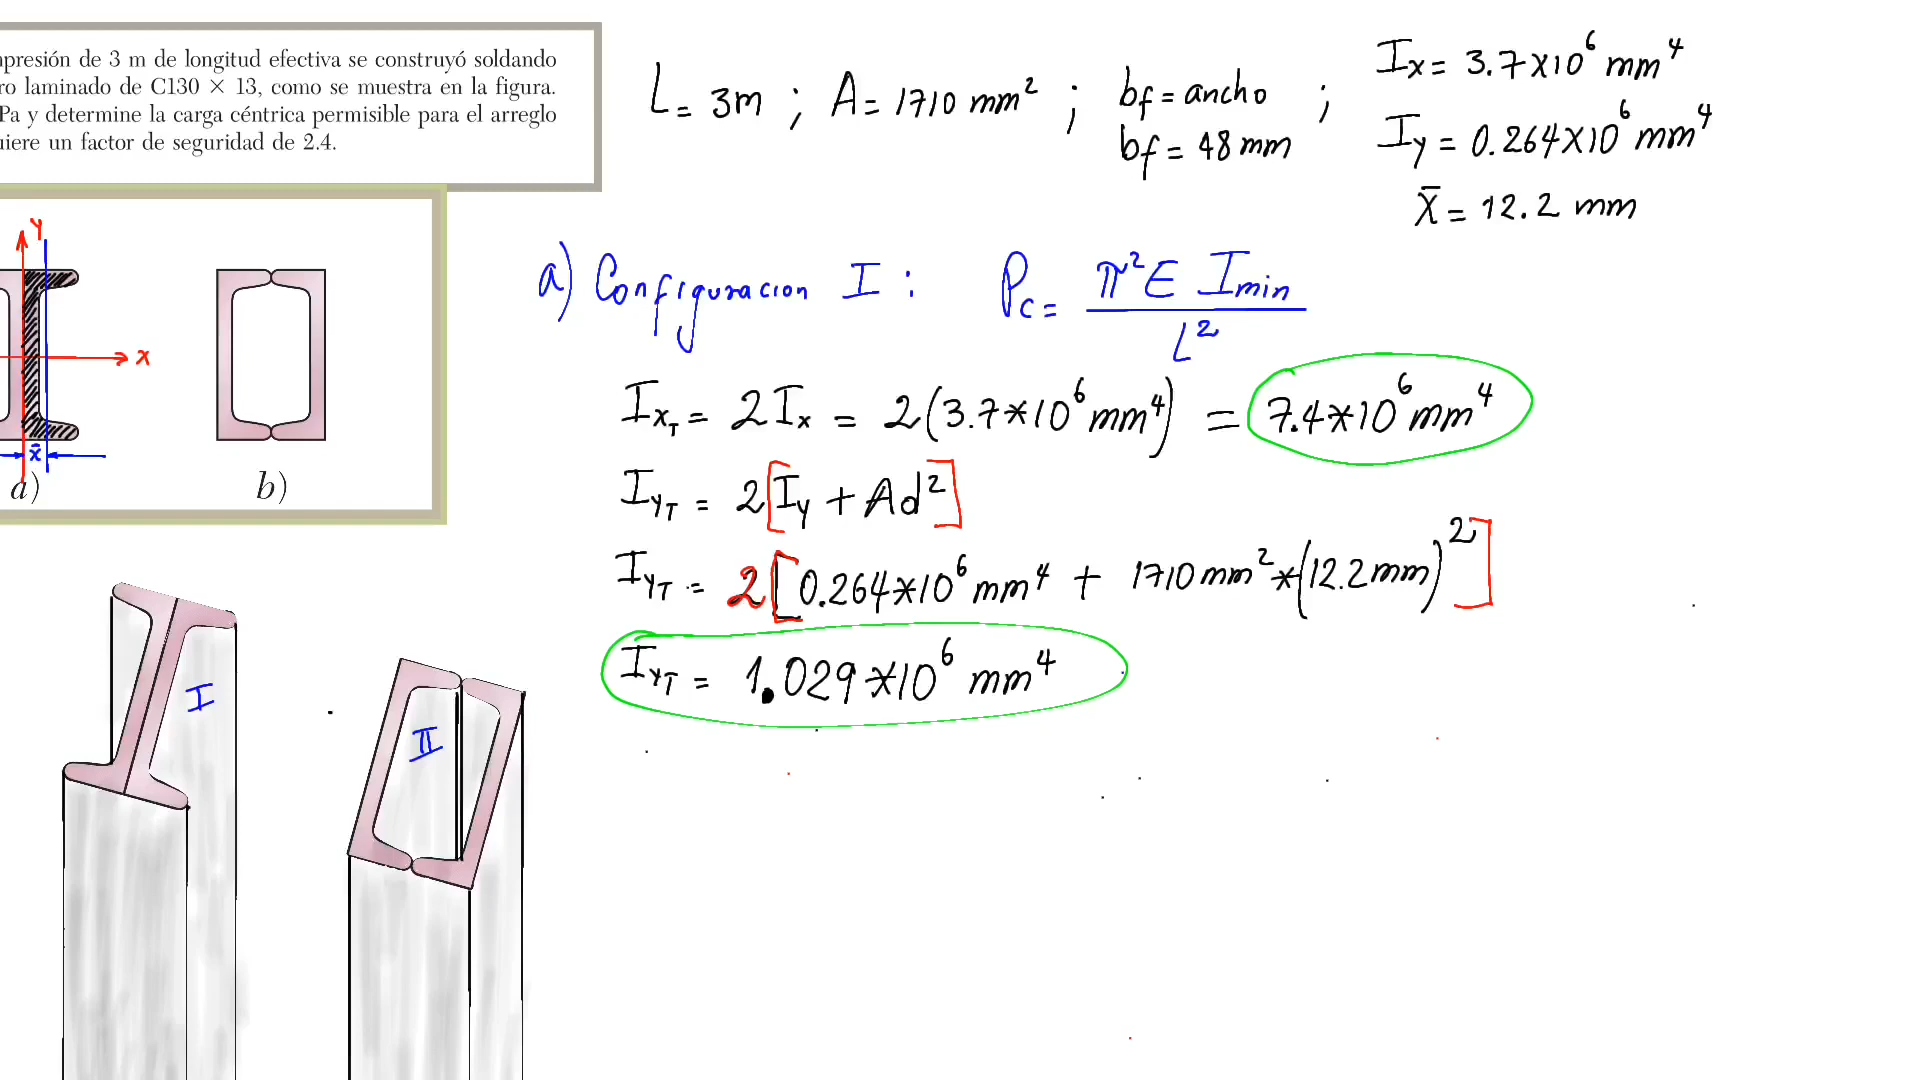 mpresión de 3 m de longitud efectiva se construyó soldando
ro laminado de C130 × 13, como se muestra en la figura.
Pa y determine la carga céntrica permisible para el arreglo
uiere un factor de seguridad de 2.4.
L = 3m ; A = 1710 mm² ; bf = ancho ;
bf = 48 mm
Ix = 3.7×10⁶ mm⁴
Iy = 0.264×10⁶ mm⁴
X̄ = 12.2 mm
Y
x
x̄
a)
b)
I
II
a) Configuracion I : Pc = π²E Imin / L²
IxT = 2Ix = 2(3.7*10⁶ mm⁴) = 7.4*10⁶ mm⁴
IyT = 2[Iy + Ad²]
IyT = 2[0.264*10⁶ mm⁴ + 1710 mm² *(12.2 mm)²]
IyT = 1.029*10⁶ mm⁴